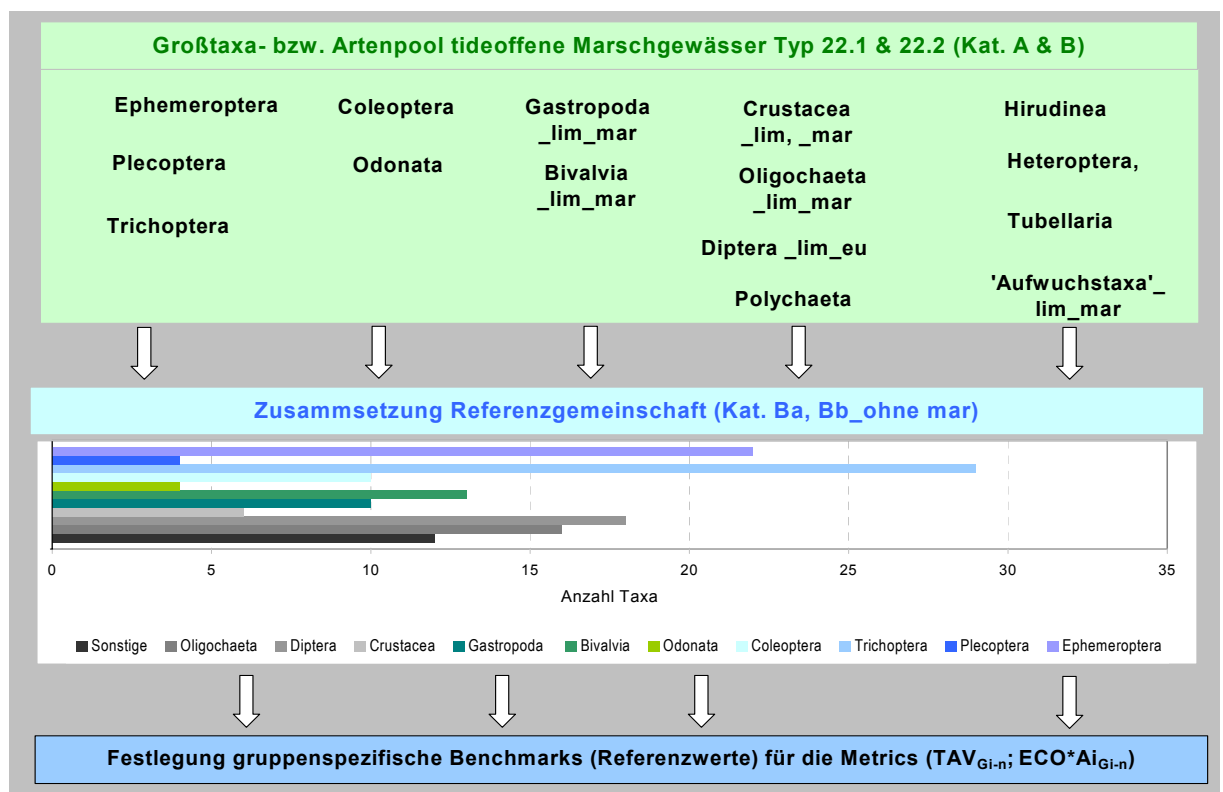 Großtaxa- bzw. Artenpool tideoffene Marschgewässer Typ 22.1 & 22.2 (Kat. A & B)
Ephemeroptera
Plecoptera
Trichoptera
Coleoptera
Odonata
Gastropoda
_lim_mar
Bivalvia
_lim_mar
Crustacea
_lim, _mar
Oligochaeta
_lim_mar
Diptera _lim_eu
Polychaeta
Hirudinea
Heteroptera,
Tubellaria
'Aufwuchstaxa'_
lim_mar
Zusammsetzung Referenzgemeinschaft (Kat. Ba, Bb_ohne mar)
0 5 10 15 20 25 30 35
Anzahl Taxa
Sonstige Oligochaeta Diptera Crustacea Gastropoda Bivalvia Odonata Coleoptera Trichoptera Plecoptera Ephemeroptera
Festlegung gruppenspezifische Benchmarks (Referenzwerte) für die Metrics (TAVGi-n; ECO*AiGi-n)